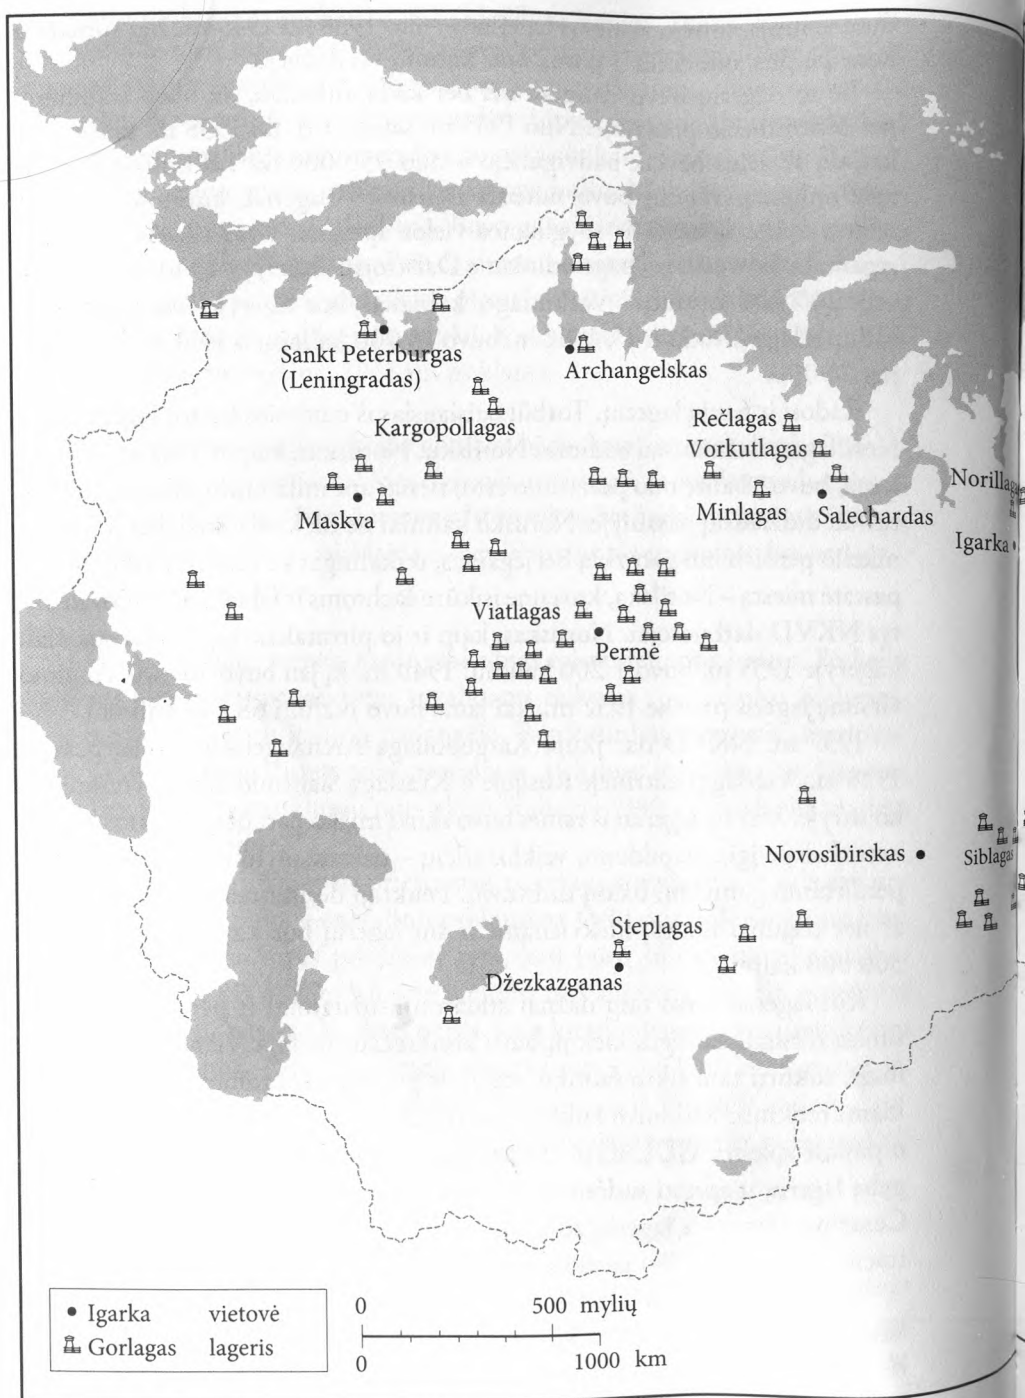 Sankt Peterburgas
(Leningradas)
Archangelskas
Kargopollagas
Rečlagas
Vorkutlagas
Maskva
Minlagas
Salechardas
Igarka
Viatlagas
Permė
Novosibirskas
Siblagas
Steplagas
Džezkazganas
Igarka vietovė
Gorlagas lageris
0 500 mylių
0 1000 km